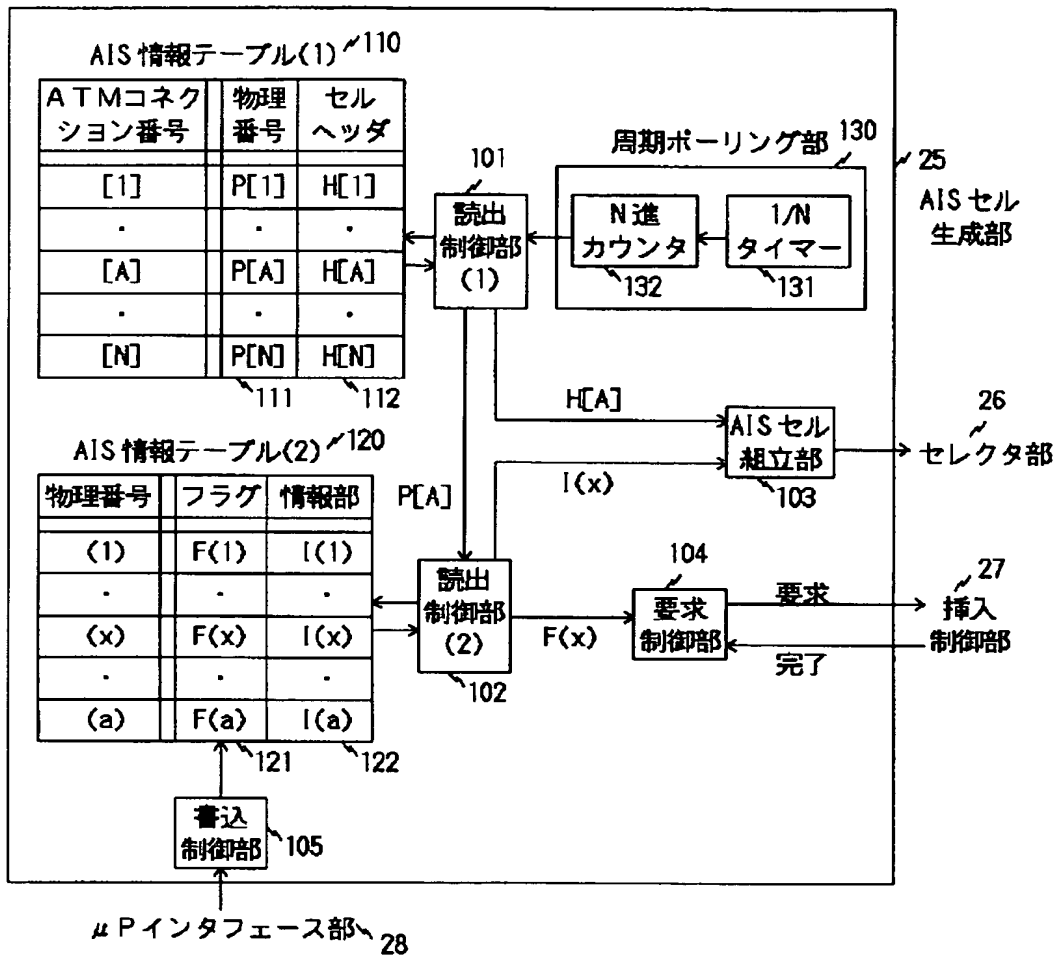 AIS 情報テーブル(1) 110
ATMコネク
ション番号
物理
番号
セル
ヘッダ
[1] P[1] H[1]
・ ・ ・
[A] P[A] H[A]
・ ・ ・
[N] P[N] H[N]
111 112
101
読出
制御部
(1)
周期ポーリング部 130
N進
カウンタ
132
1/N
タイマー
131
25
AISセル
生成部
H[A]
P[A]
I(x)
AISセル
組立部
103
26
セレクタ部
AIS 情報テーブル(2) 120
物理番号 フラグ 情報部
(1) F(1) I(1)
・ ・ ・
(x) F(x) I(x)
・ ・ ・
(a) F(a) I(a)
121 122
読出
制御部
(2)
102
F(x)
104
要求
制御部
要求
完了
27
挿入
制御部
書込
制御部
105
μPインタフェース部 28